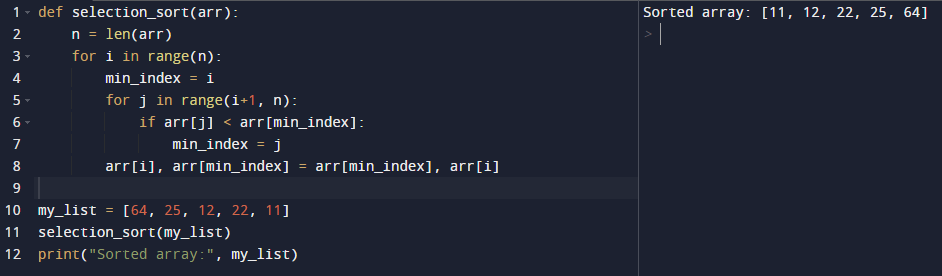 1 def selection_sort(arr):
2     n = len(arr)
3     for i in range(n):
4         min_index = i
5         for j in range(i+1, n):
6             if arr[j] < arr[min_index]:
7                 min_index = j
8         arr[i], arr[min_index] = arr[min_index], arr[i]
9
10 my_list = [64, 25, 12, 22, 11]
11 selection_sort(my_list)
12 print("Sorted array:", my_list)
Sorted array: [11, 12, 22, 25, 64]
>